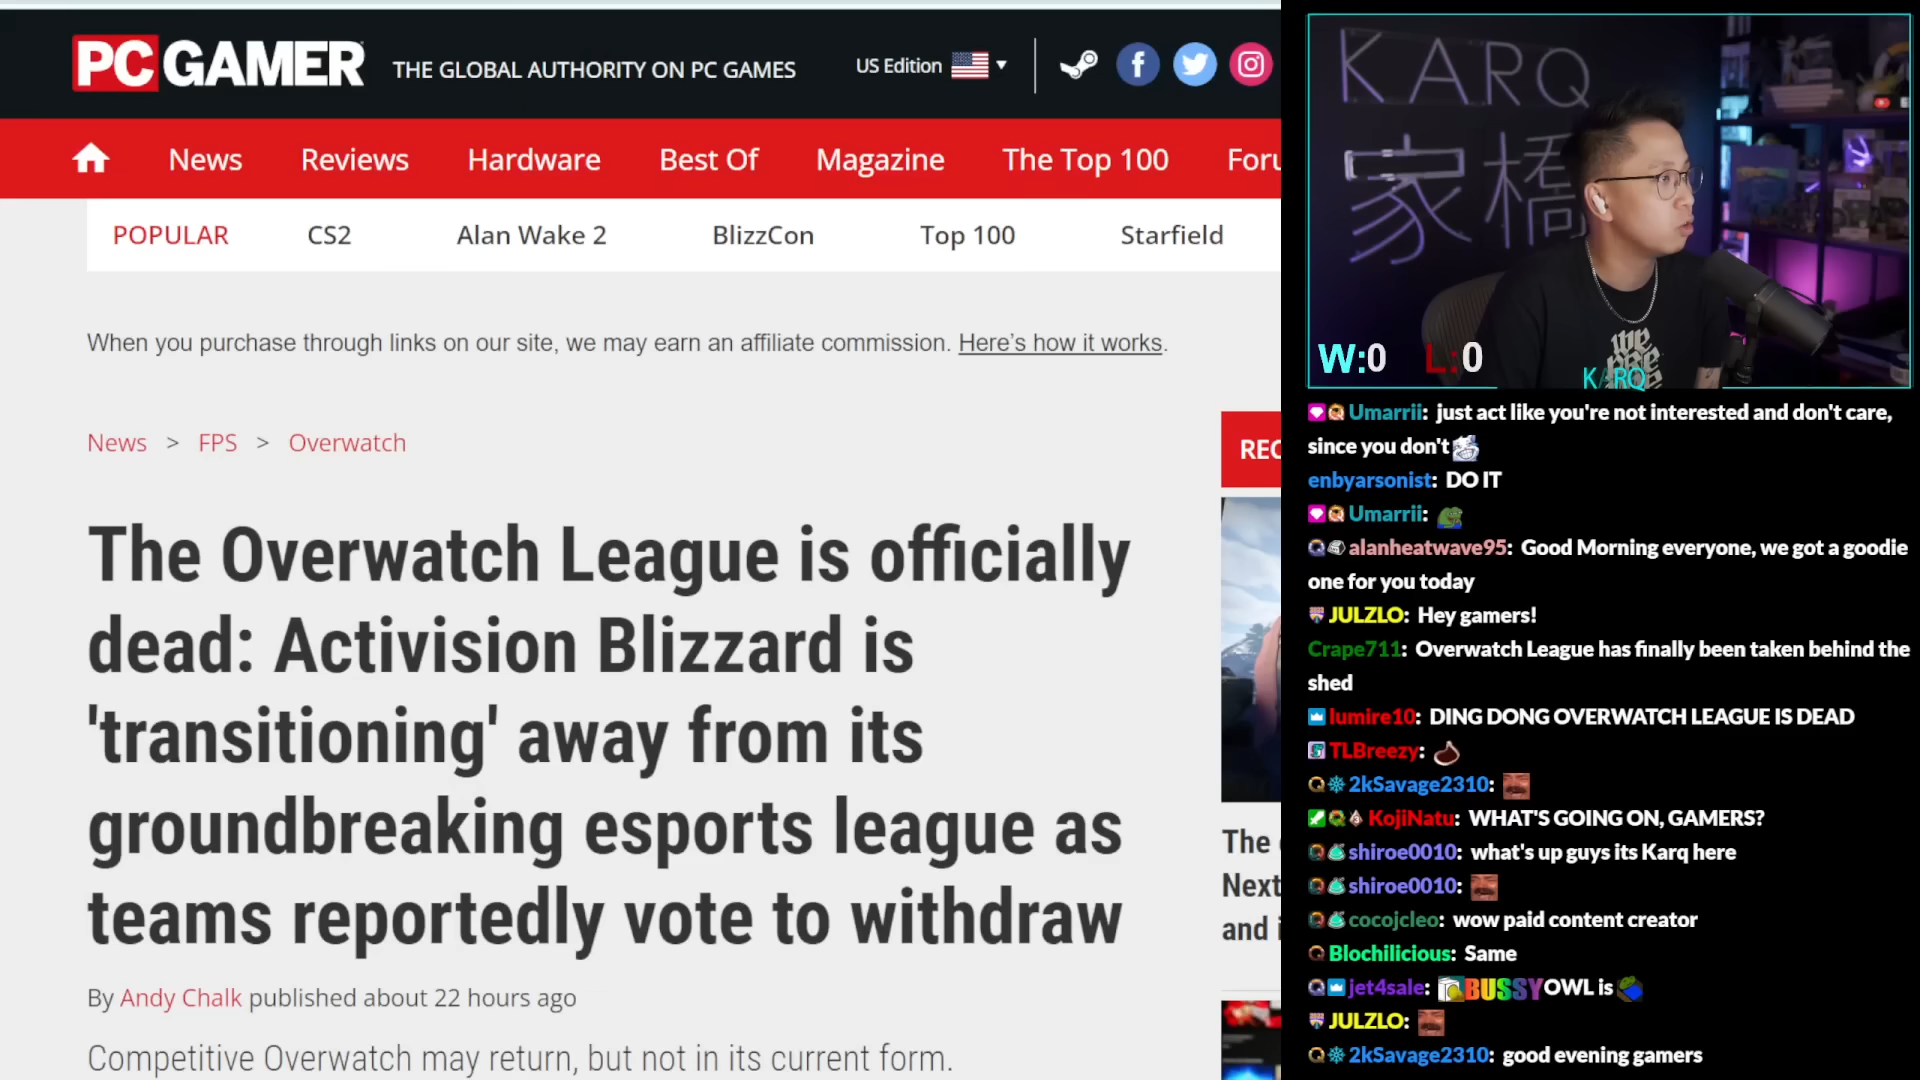 PC GAMER THE GLOBAL AUTHORITY ON PC GAMES US Edition
News Reviews Hardware Best Of Magazine The Top 100
POPULAR CS2 Alan Wake 2 BlizzCon Top 100 Starfield
When you purchase through links on our site, we may earn an affiliate commission. Here's how it works.
News > FPS > Overwatch
The Overwatch League is officially
dead: Activision Blizzard is
'transitioning' away from its
groundbreaking esports league as
teams reportedly vote to withdraw
By Andy Chalk published about 22 hours ago
Competitive Overwatch may return, but not in its current form.
The
Next
and
KARQ
家橋
W:0 L:0
KARQ
Umarrii: just act like you're not interested and don't care,
since you don't
enbyarsonist: DO IT
Umarrii:
alanheatwave95: Good Morning everyone, we got a goodie
one for you today
JULZLO: Hey gamers!
Crape711: Overwatch League has finally been taken behind the
shed
lumire10: DING DONG OVERWATCH LEAGUE IS DEAD
TLBreezy:
2kSavage2310:
KojiNatu: WHAT'S GOING ON, GAMERS?
shiroe0010: what's up guys its Karq here
shiroe0010:
cocojcleo: wow paid content creator
Blochilicious: Same
jet4sale: BUSSY OWL is
JULZLO:
2kSavage2310: good evening gamers